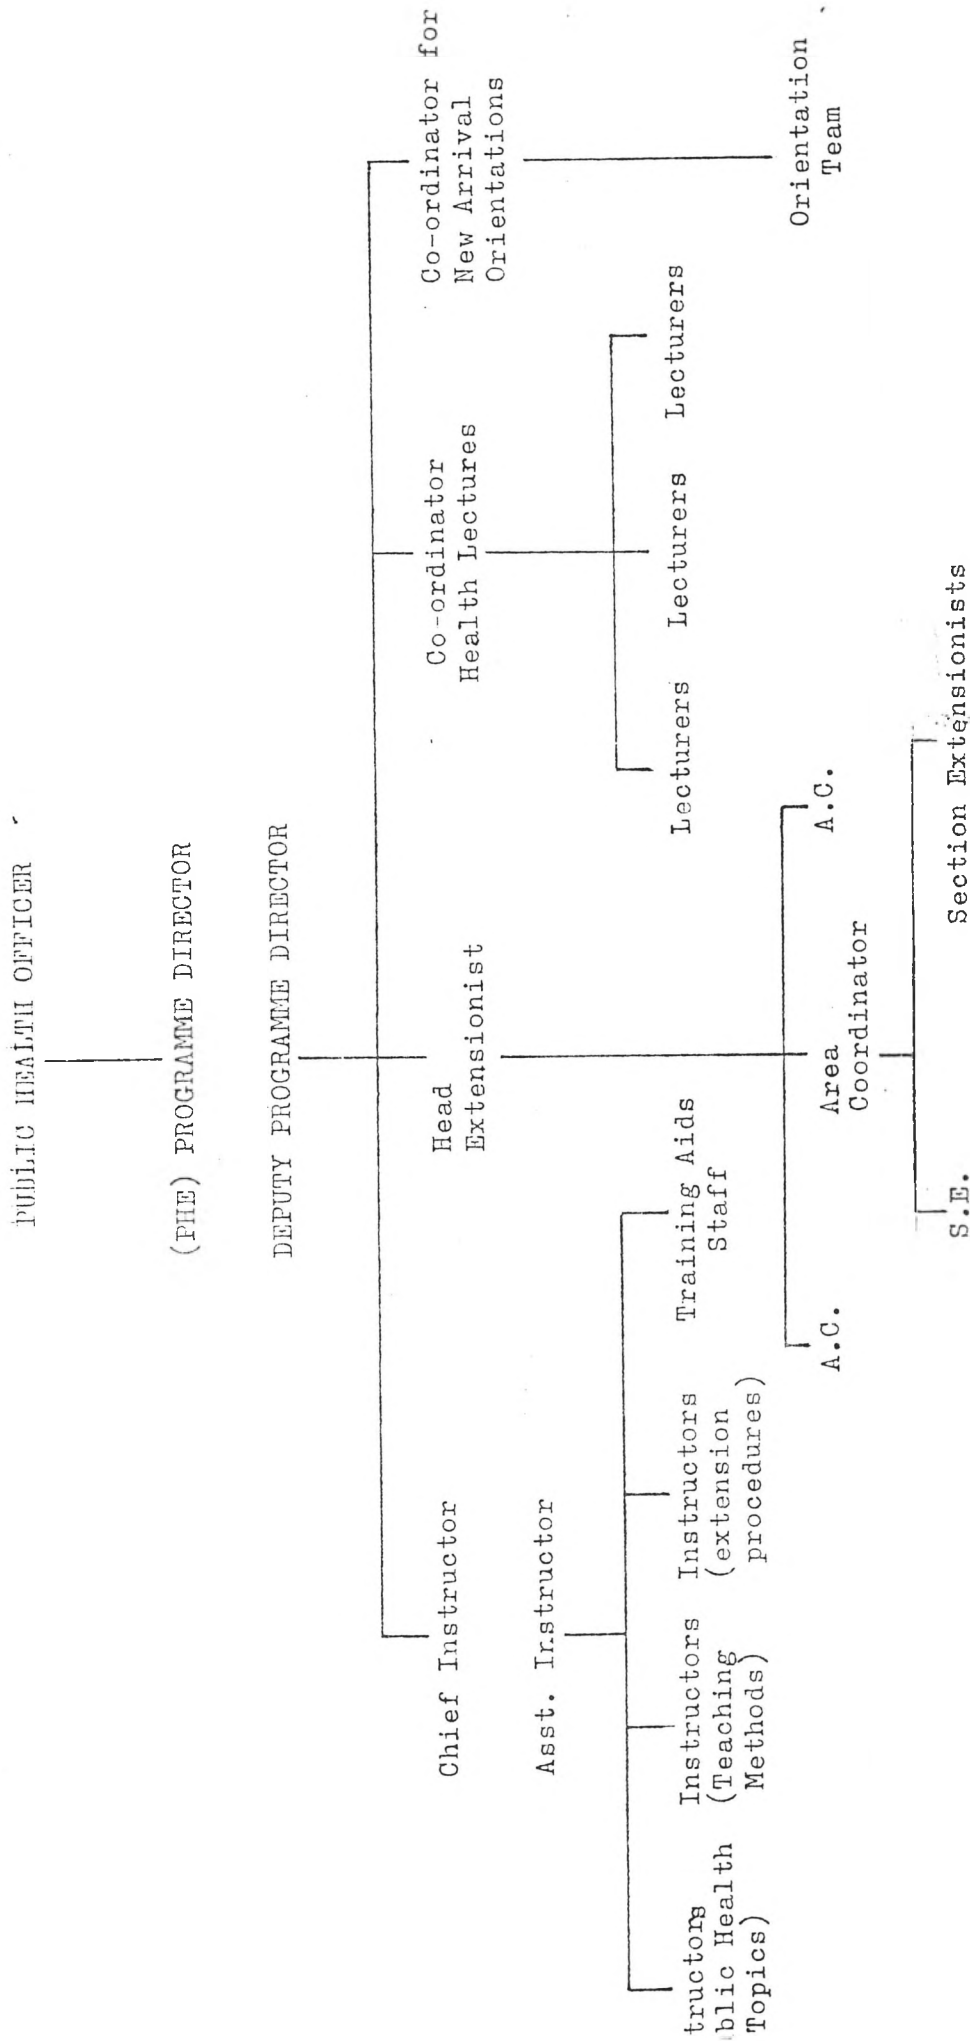 PUBLIC HEALTH OFFICER
(PHE) PROGRAMME DIRECTOR
DEPUTY PROGRAMME DIRECTOR
Chief Instructor
Head
Extensionist
Co-ordinator
Health Lectures
Co-ordinator for
New Arrival
Orientations
Asst. Instructor
tructors
blic Health
Topics)
Instructors
(Teaching
Methods)
Instructors
(extension
procedures)
Training Aids
Staff
Lecturers
Lecturers
Lecturers
Orientation
Team
A.C.
Area
Coordinator
A.C.
S.E.
Section Extensionists